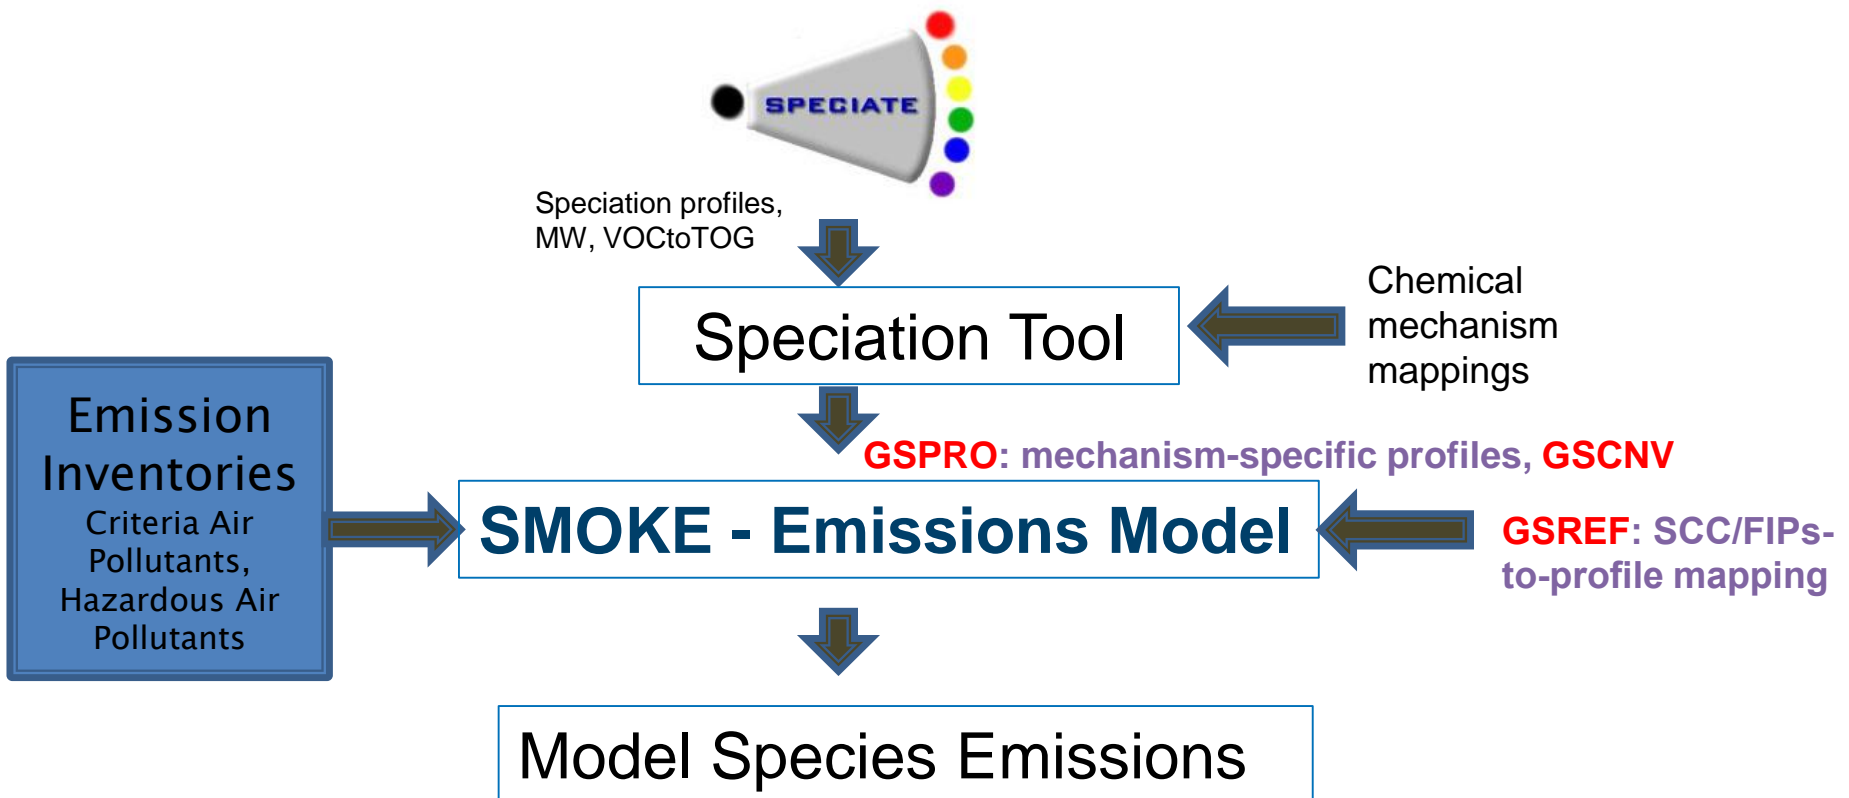 SPECIATE
Speciation profiles,
MW, VOCtoTOG
Speciation Tool
Chemical
mechanism
mappings
GSPRO: mechanism-specific profiles, GSCNV
Emission
Inventories
Criteria Air
Pollutants,
Hazardous Air
Pollutants
SMOKE - Emissions Model
GSREF: SCC/FIPs-
to-profile mapping
Model Species Emissions